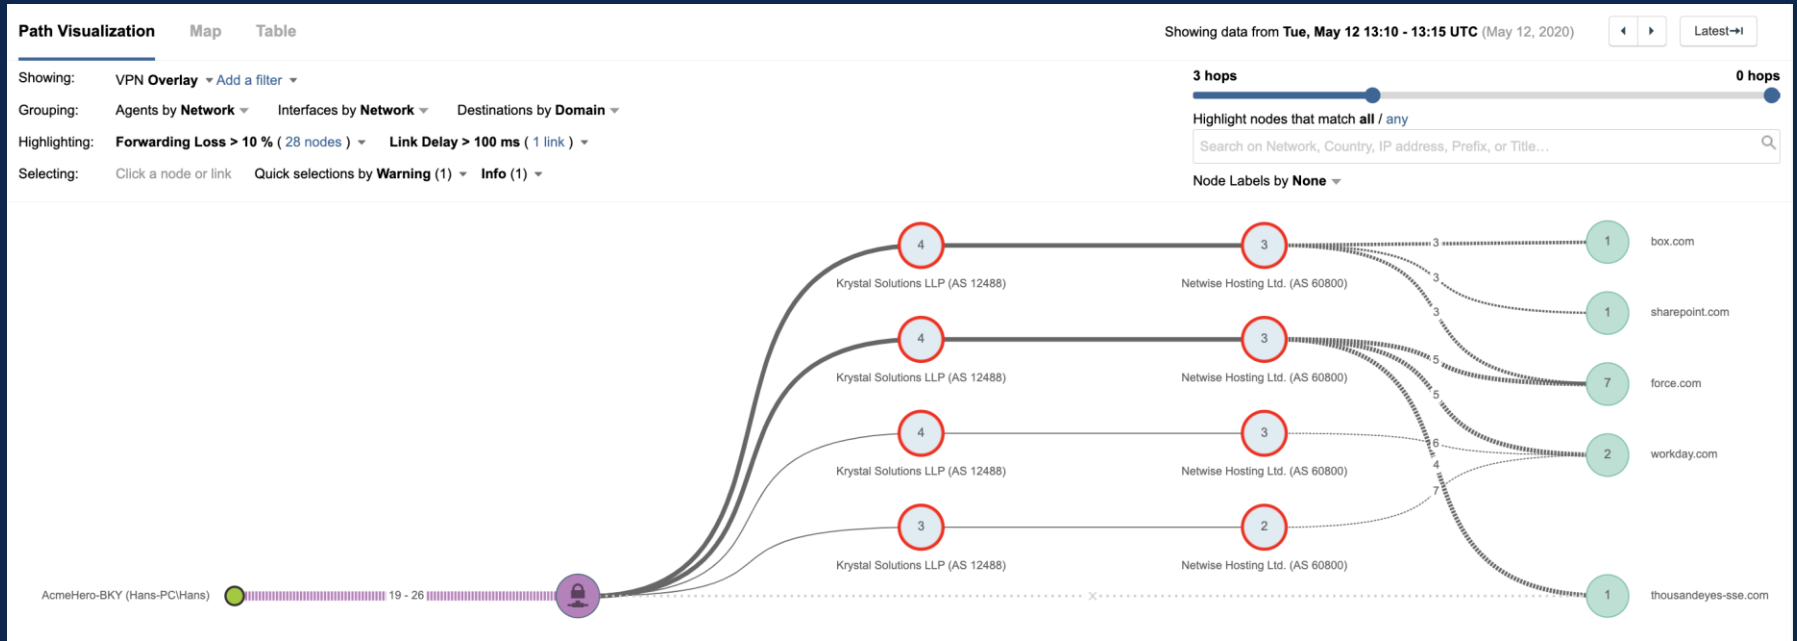 Path Visualization Map Table
Showing data from Tue, May 12 13:10 - 13:15 UTC (May 12, 2020)
Latest
Showing: VPN Overlay Add a filter
Grouping: Agents by Network Interfaces by Network Destinations by Domain
Highlighting: Forwarding Loss > 10 % ( 28 nodes ) Link Delay > 100 ms ( 1 link )
Selecting: Click a node or link Quick selections by Warning (1) Info (1)
3 hops 0 hops
Highlight nodes that match all / any
Search on Network, Country, IP address, Prefix, or Title...
Node Labels by None
4 3 3 1 box.com
Krystal Solutions LLP (AS 12488) Netwise Hosting Ltd. (AS 60800)
3
3 1 sharepoint.com
4 3
Krystal Solutions LLP (AS 12488) Netwise Hosting Ltd. (AS 60800)
5 7 force.com
5
4 3
6
4
2 workday.com
Krystal Solutions LLP (AS 12488) Netwise Hosting Ltd. (AS 60800)
7
3 2
Krystal Solutions LLP (AS 12488) Netwise Hosting Ltd. (AS 60800)
AcmeHero-BKY (Hans-PC\Hans) 19 - 26 1 thousandeyes-sse.com